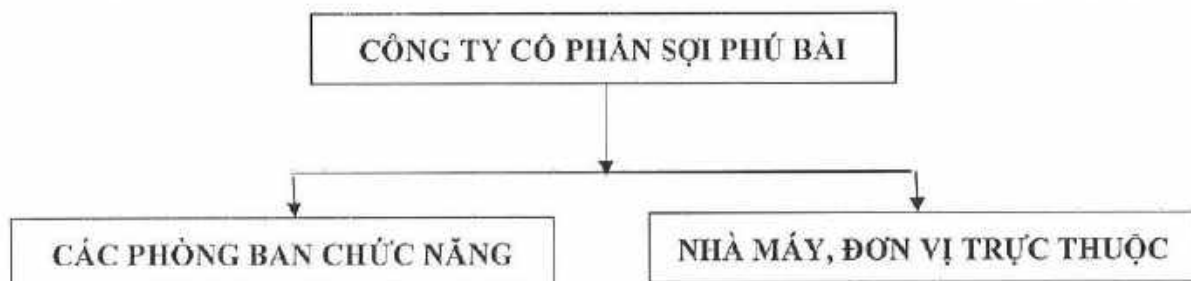 CÔNG TY CỔ PHẦN SỢI PHÚ BÀI
CÁC PHÒNG BAN CHỨC NĂNG
NHÀ MÁY, ĐƠN VỊ TRỰC THUỘC